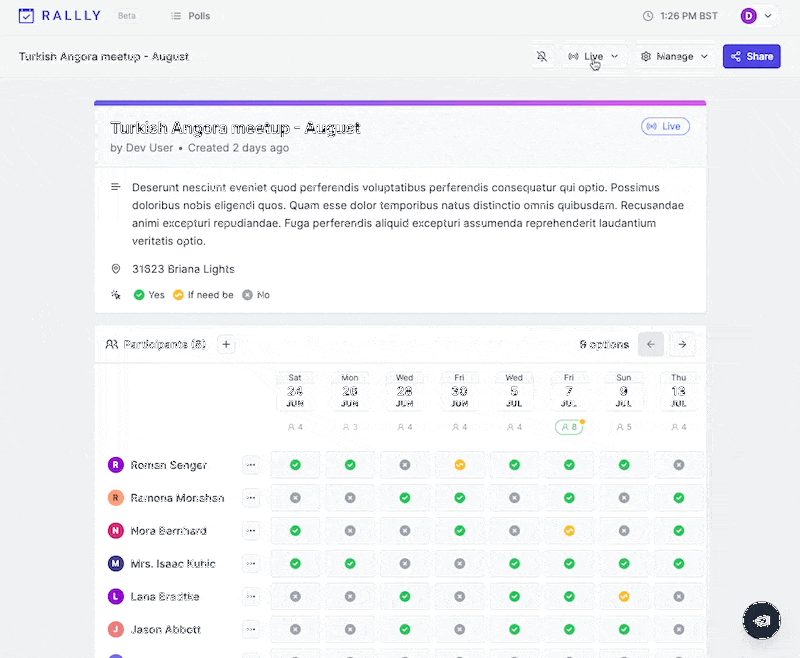 RALLLY Beta Polls 1:26 PM BST D
Turkish Angora meetup - August Live Manage Share
Turkish Angora meetup - August Live
by Dev User • Created 2 days ago
Deserunt nesciunt eveniet quod perferendis voluptatibus perferendis consequatur qui optio. Possimus
doloribus nobis eligendi quos. Quam esse dolor temporibus natus distinctio omnis quibusdam. Recusandae
animi excepturi repudiandae. Fuga perferendis aliquid excepturi assumenda reprehenderit laudantium
veritatis optio.
31623 Briana Lights
Yes If need be No
Participants (8) 9 options
Sat Mon Wed Fri Wed Fri Sun Thu
24 26 28 30 5 7 9 13
JUN JUN JUN JUN JUL JUL JUL JUL
4 3 4 4 4 8 5 4
R Roman Senger
R Ramona Monahan
N Nora Bernhard
M Mrs. Isaac Kuhic
L Lana Bradtke
J Jason Abbott